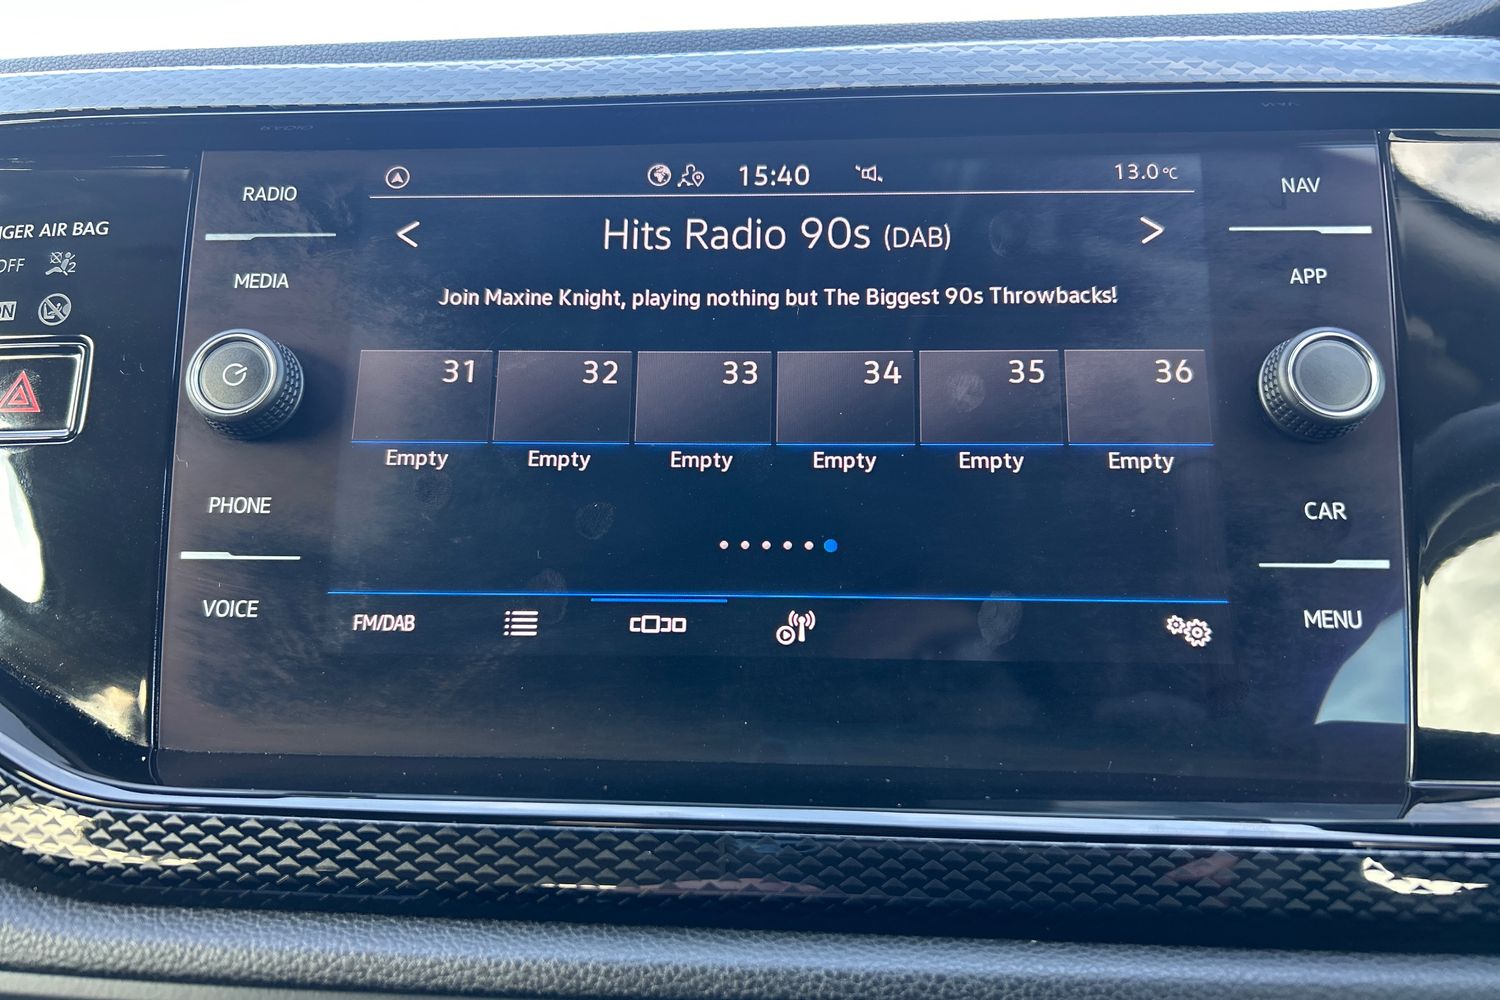 RADIO
MEDIA
PHONE
VOICE
15:40
13.0°C
Hits Radio 90s (DAB)
Join Maxine Knight, playing nothing but The Biggest 90s Throwbacks!
31 32 33 34 35 36
Empty Empty Empty Empty Empty Empty
FM/DAB
NAV
APP
CAR
MENU
AIR BAG
OFF
2